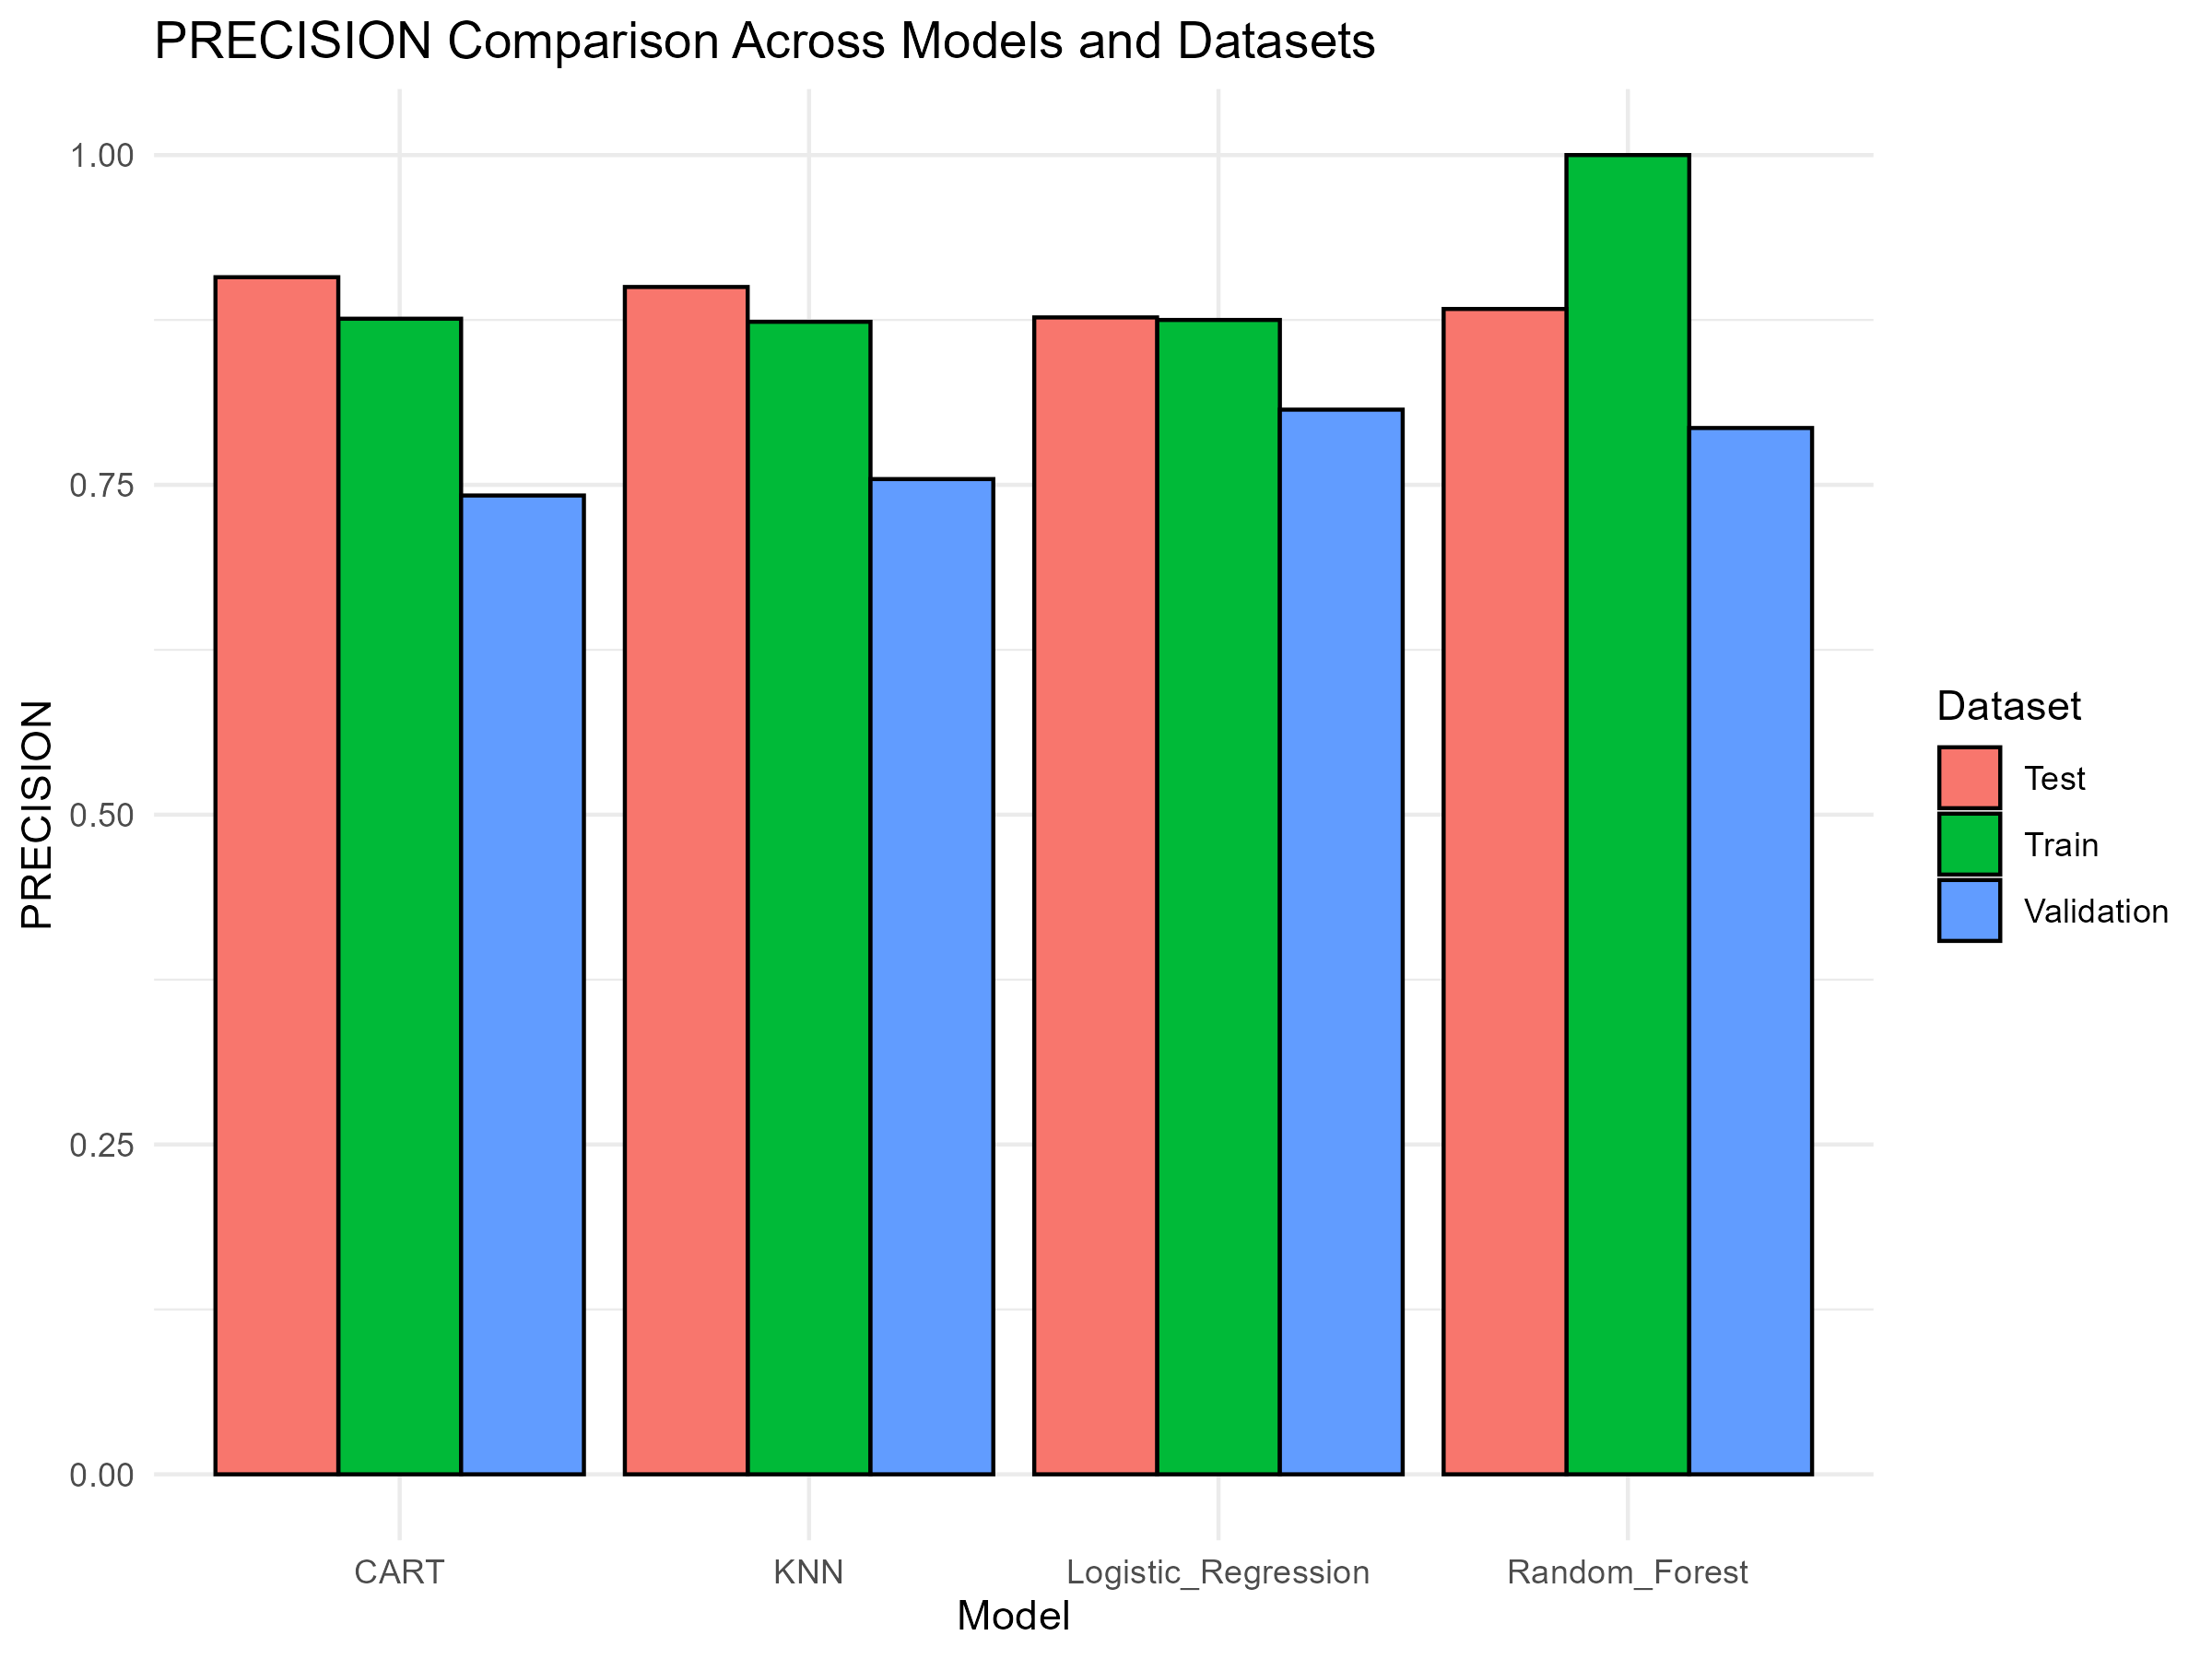 PRECISION Comparison Across Models and Datasets
PRECISION
1.00
0.75
0.50
0.25
0.00
CART
KNN
Logistic_Regression
Random_Forest
Model
Dataset
Test
Train
Validation